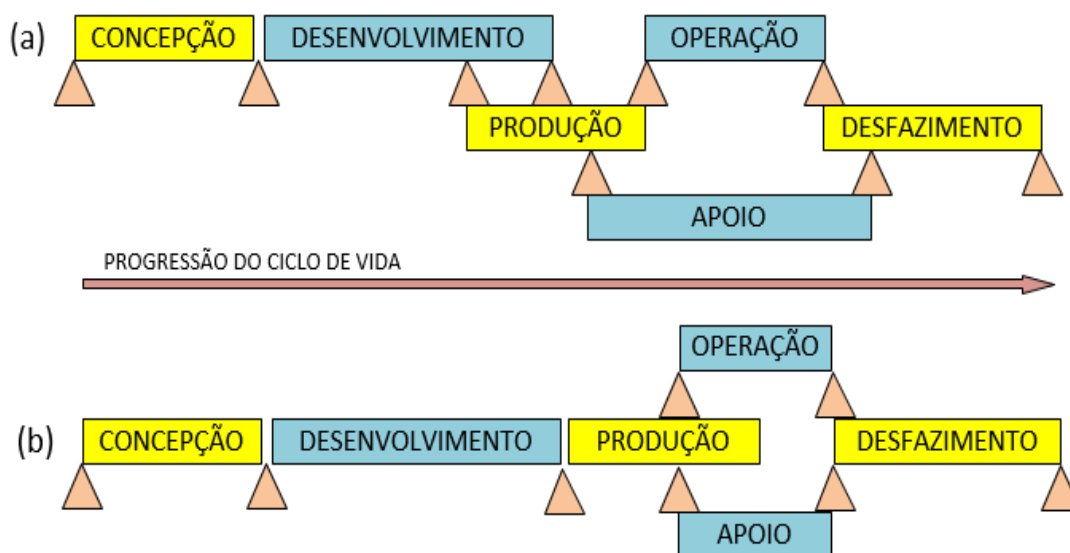 (a) CONCEPÇÃO DESENVOLVIMENTO OPERAÇÃO
PRODUÇÃO DESFAZIMENTO
APOIO
PROGRESSÃO DO CICLO DE VIDA
OPERAÇÃO
(b) CONCEPÇÃO DESENVOLVIMENTO PRODUÇÃO DESFAZIMENTO
APOIO